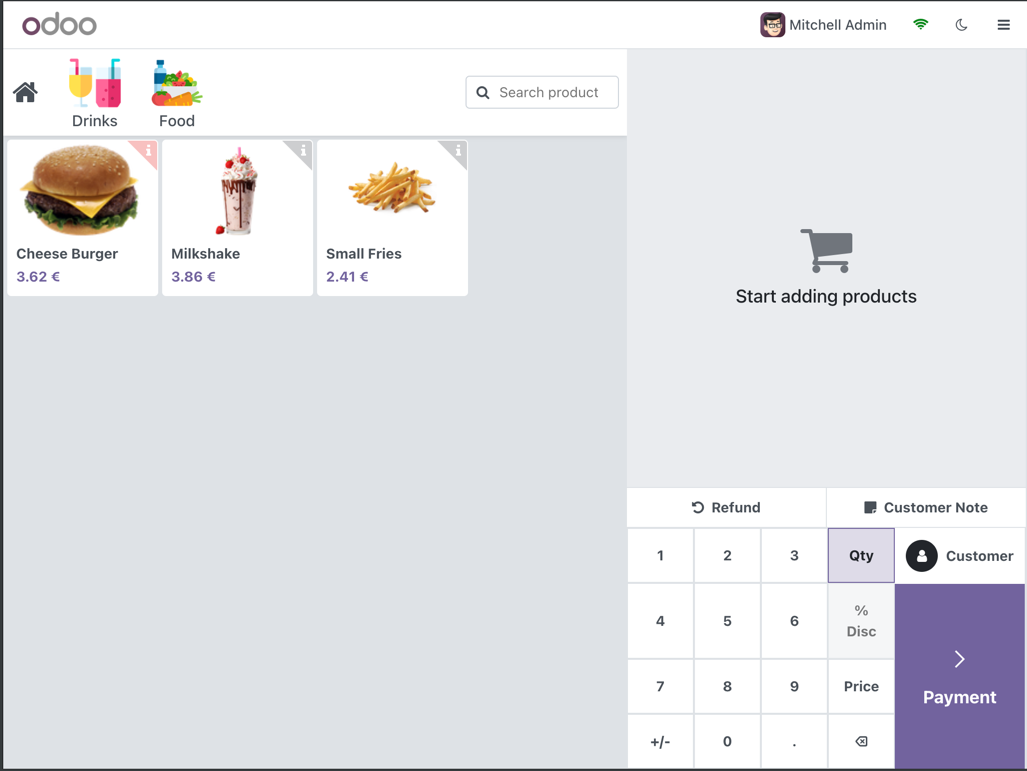 odoo
Mitchell Admin
Drinks
Food
Search product
Cheese Burger
3.62 €
Milkshake
3.86 €
Small Fries
2.41 €
Start adding products
Refund
Customer Note
1 2 3 Qty
Customer
4 5 6 %
Disc
7 8 9 Price
Payment
+/- 0 .